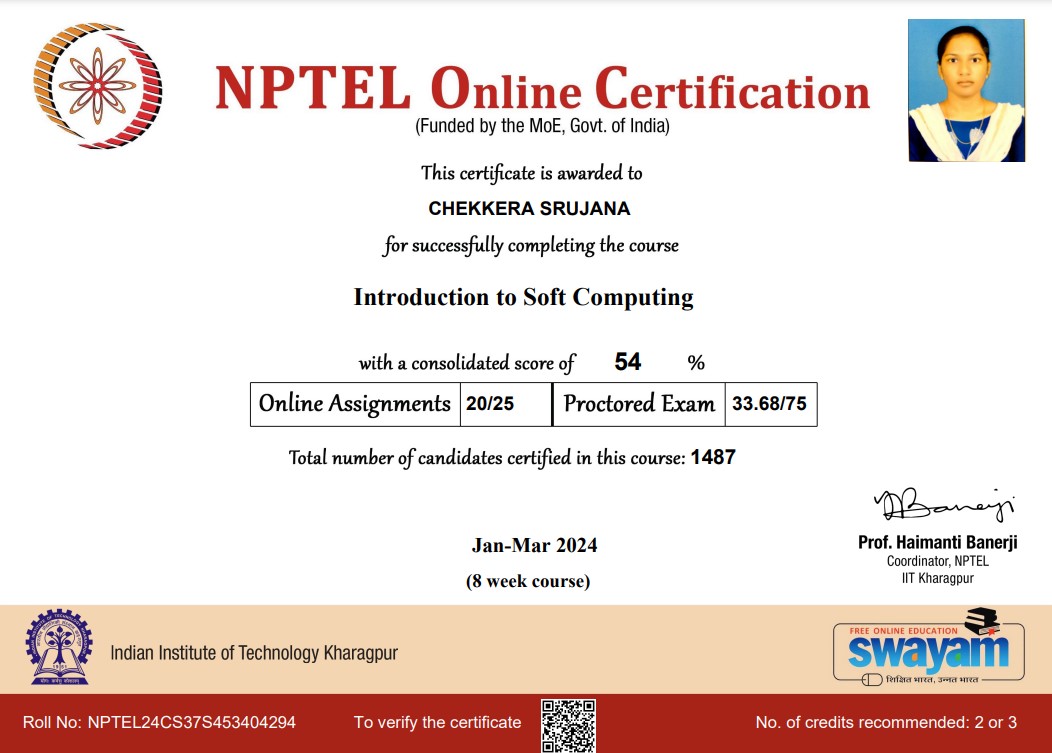 NPTEL Online Certification
(Funded by the MoE, Govt. of India)
This certificate is awarded to
CHEKKERA SRUJANA
for successfully completing the course
Introduction to Soft Computing
with a consolidated score of 54 %
Online Assignments 20/25 Proctored Exam 33.68/75
Total number of candidates certified in this course: 1487
Jan-Mar 2024
(8 week course)
Prof. Haimanti Banerji
Coordinator, NPTEL
IIT Kharagpur
Indian Institute of Technology Kharagpur
FREE ONLINE EDUCATION
swayam
शिक्षित भारत, उन्नत भारत
Roll No: NPTEL24CS37S453404294 To verify the certificate No. of credits recommended: 2 or 3